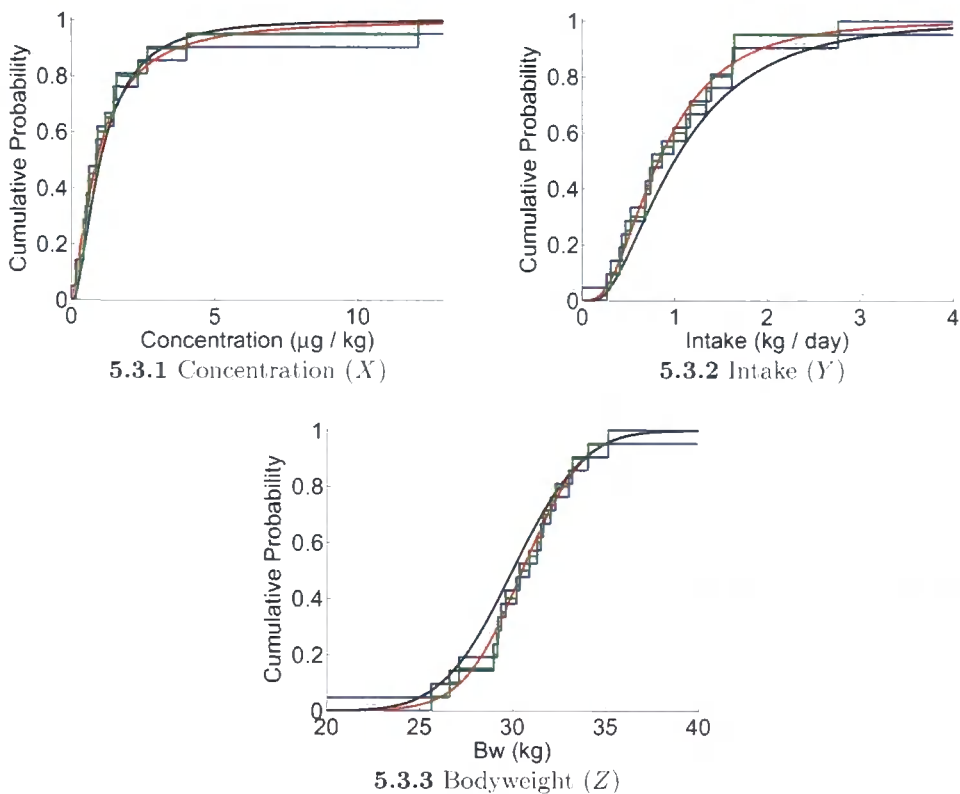 1
0.8
0.6
0.4
0.2
0
Cumulative Probability
0 5 10
Concentration (μg / kg)
5.3.1 Concentration (X)
1
0.8
0.6
0.4
0.2
0
Cumulative Probability
0 1 2 3 4
Intake (kg / day)
5.3.2 Intake (Y)
1
0.8
0.6
0.4
0.2
0
Cumulative Probability
20 25 30 35 40
Bw (kg)
5.3.3 Bodyweight (Z)